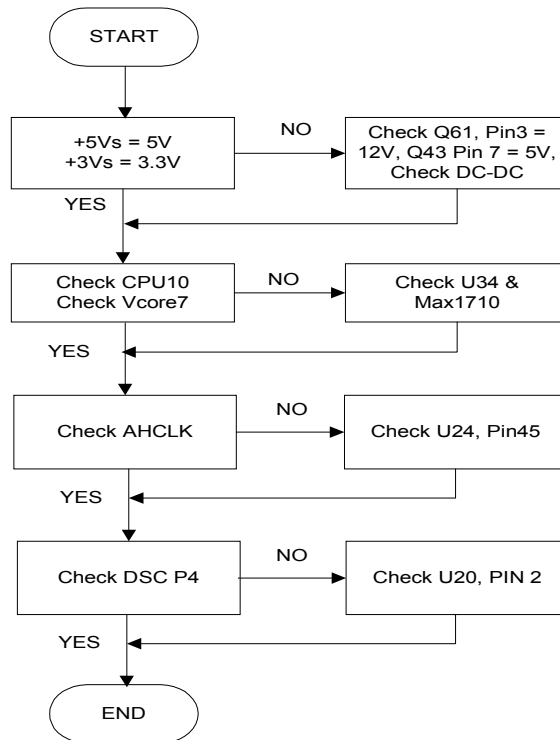 START
+5Vs = 5V
+3Vs = 3.3V
NO
Check Q61, Pin3 =
12V, Q43 Pin 7 = 5V,
Check DC-DC
YES
Check CPU10
Check Vcore7
NO
Check U34 &
Max1710
YES
Check AHCLK
NO
Check U24, Pin45
YES
Check DSC P4
NO
Check U20, PIN 2
YES
END